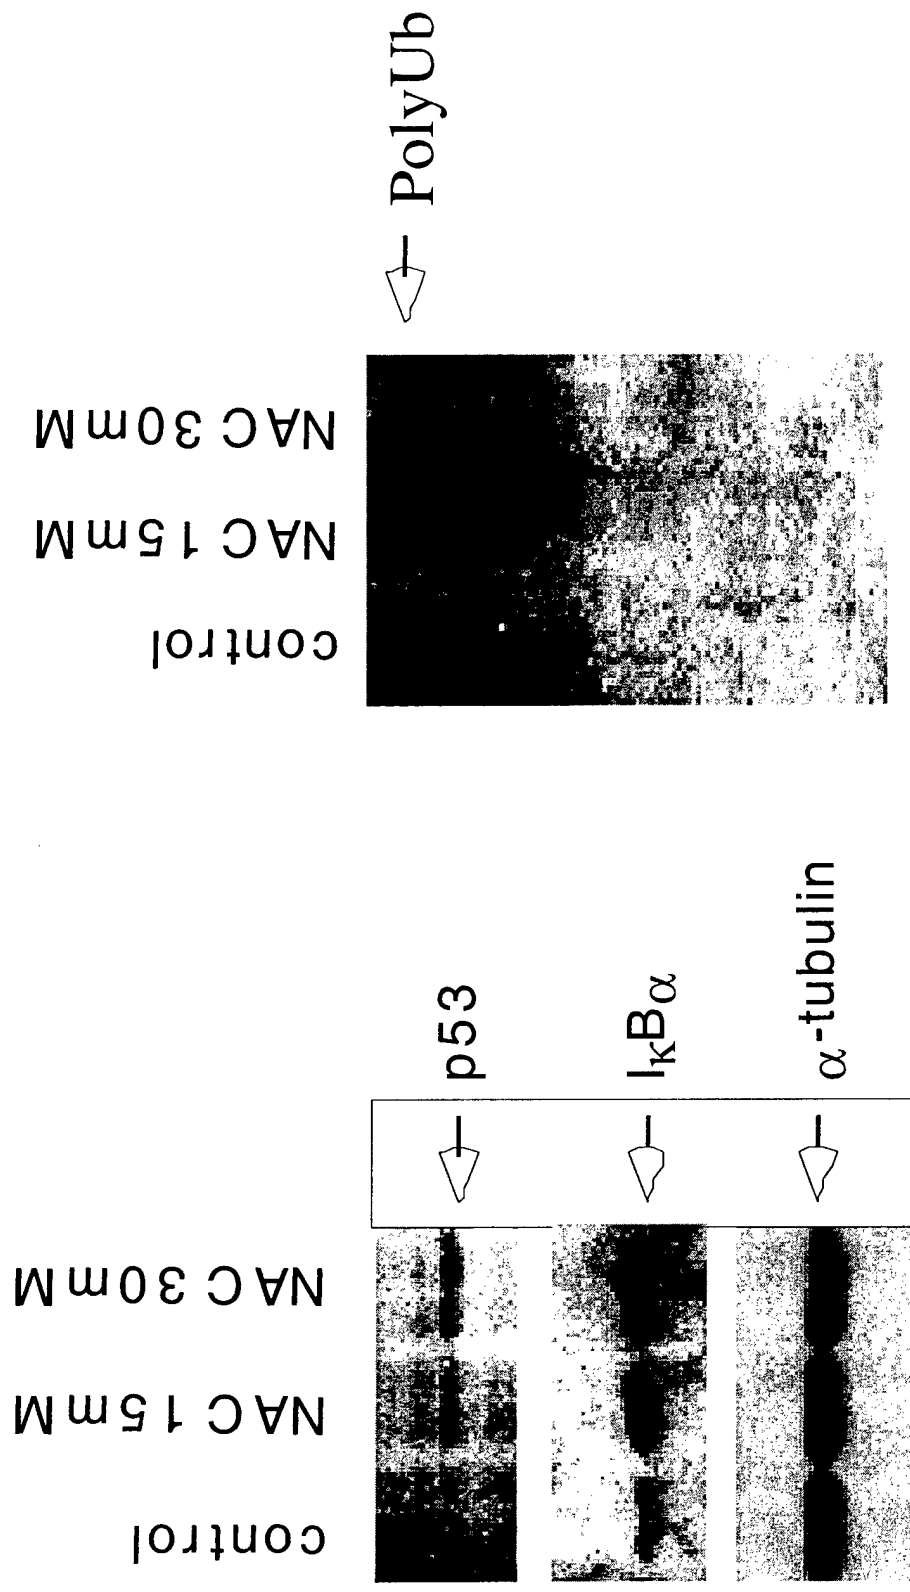 control
NAC 15mM
NAC 30mM
p53
IκBα
α-tubulin
control
NAC 15mM
NAC 30mM
PolyUb